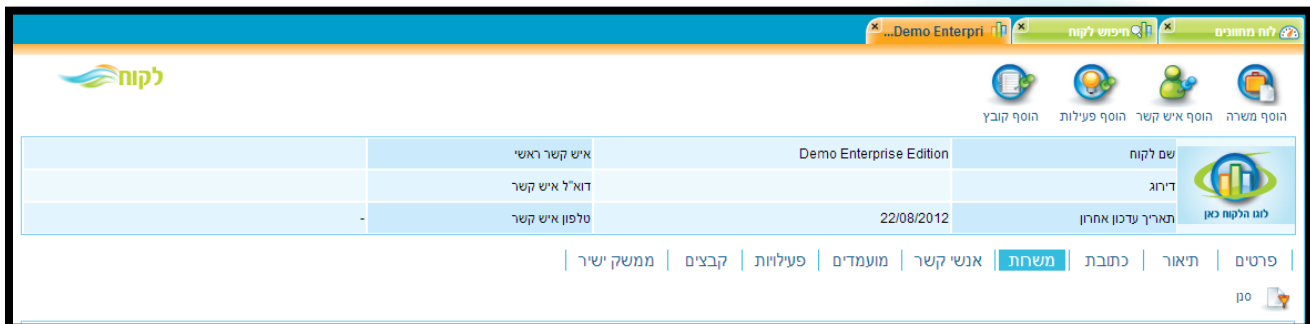 לוח מחוונים
חיפוש לקוח
Demo Enterpri...
לקוח
הוסף משרה הוסף איש קשר הוסף פעילות הוסף קובץ
שם לקוח Demo Enterprise Edition איש קשר ראשי
דירוג דוא"ל איש קשר
תאריך עדכון אחרון 22/08/2012 טלפון איש קשר -
לוגו הלקוח כאן
פרטים | תיאור | כתובת | משרות | אנשי קשר | מועמדים | פעילויות | קבצים | ממשק ישיר |
סנן